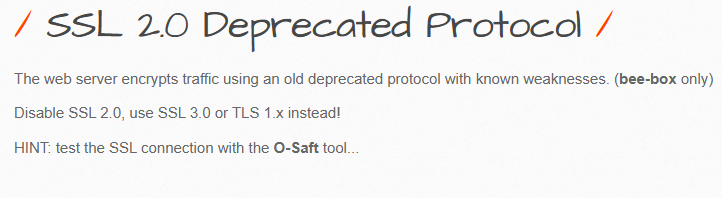 / SSL 2.0 Deprecated Protocol /
The web server encrypts traffic using an old deprecated protocol with known weaknesses. (bee-box only)
Disable SSL 2.0, use SSL 3.0 or TLS 1.x instead!
HINT: test the SSL connection with the O-Saft tool...